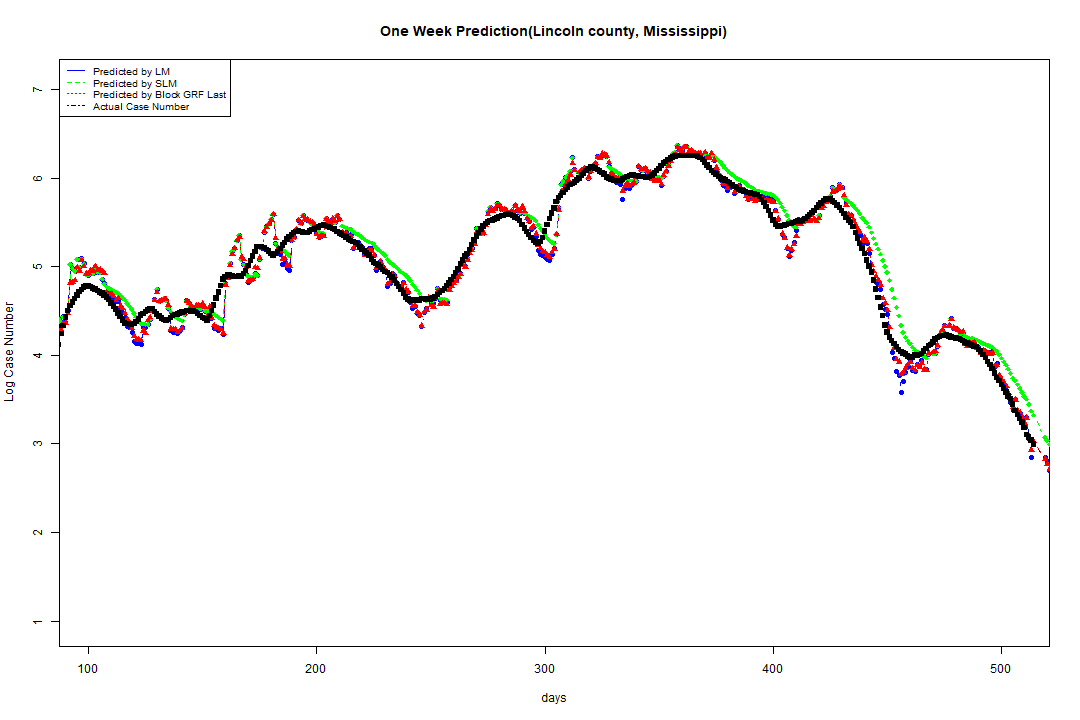 One Week Prediction(Lincoln county, Mississippi)
Predicted by LM
Predicted by SLM
Predicted by Block GRF Last
Actual Case Number
7
6
5
4
3
2
1
Log Case Number
100 200 300 400 500
days